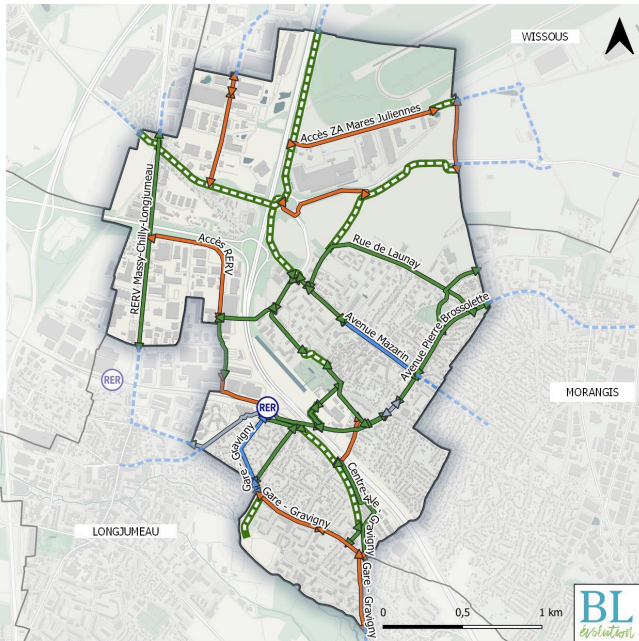 WISSOUS
Accès ZA Mares Juliennes
RERV Massy-Chilly-Longjumeau
Accès RERV
Rue de Launay
Avenue Mazarin
Avenue Pierre Brossolette
RER
RER
MORANGIS
Gare - Gravigny
Gare - Gravigny
Centre-ville - Gravigny
Gare - Gravigny
LONGJUMEAU
0
0,5
1 km
BL
évolution